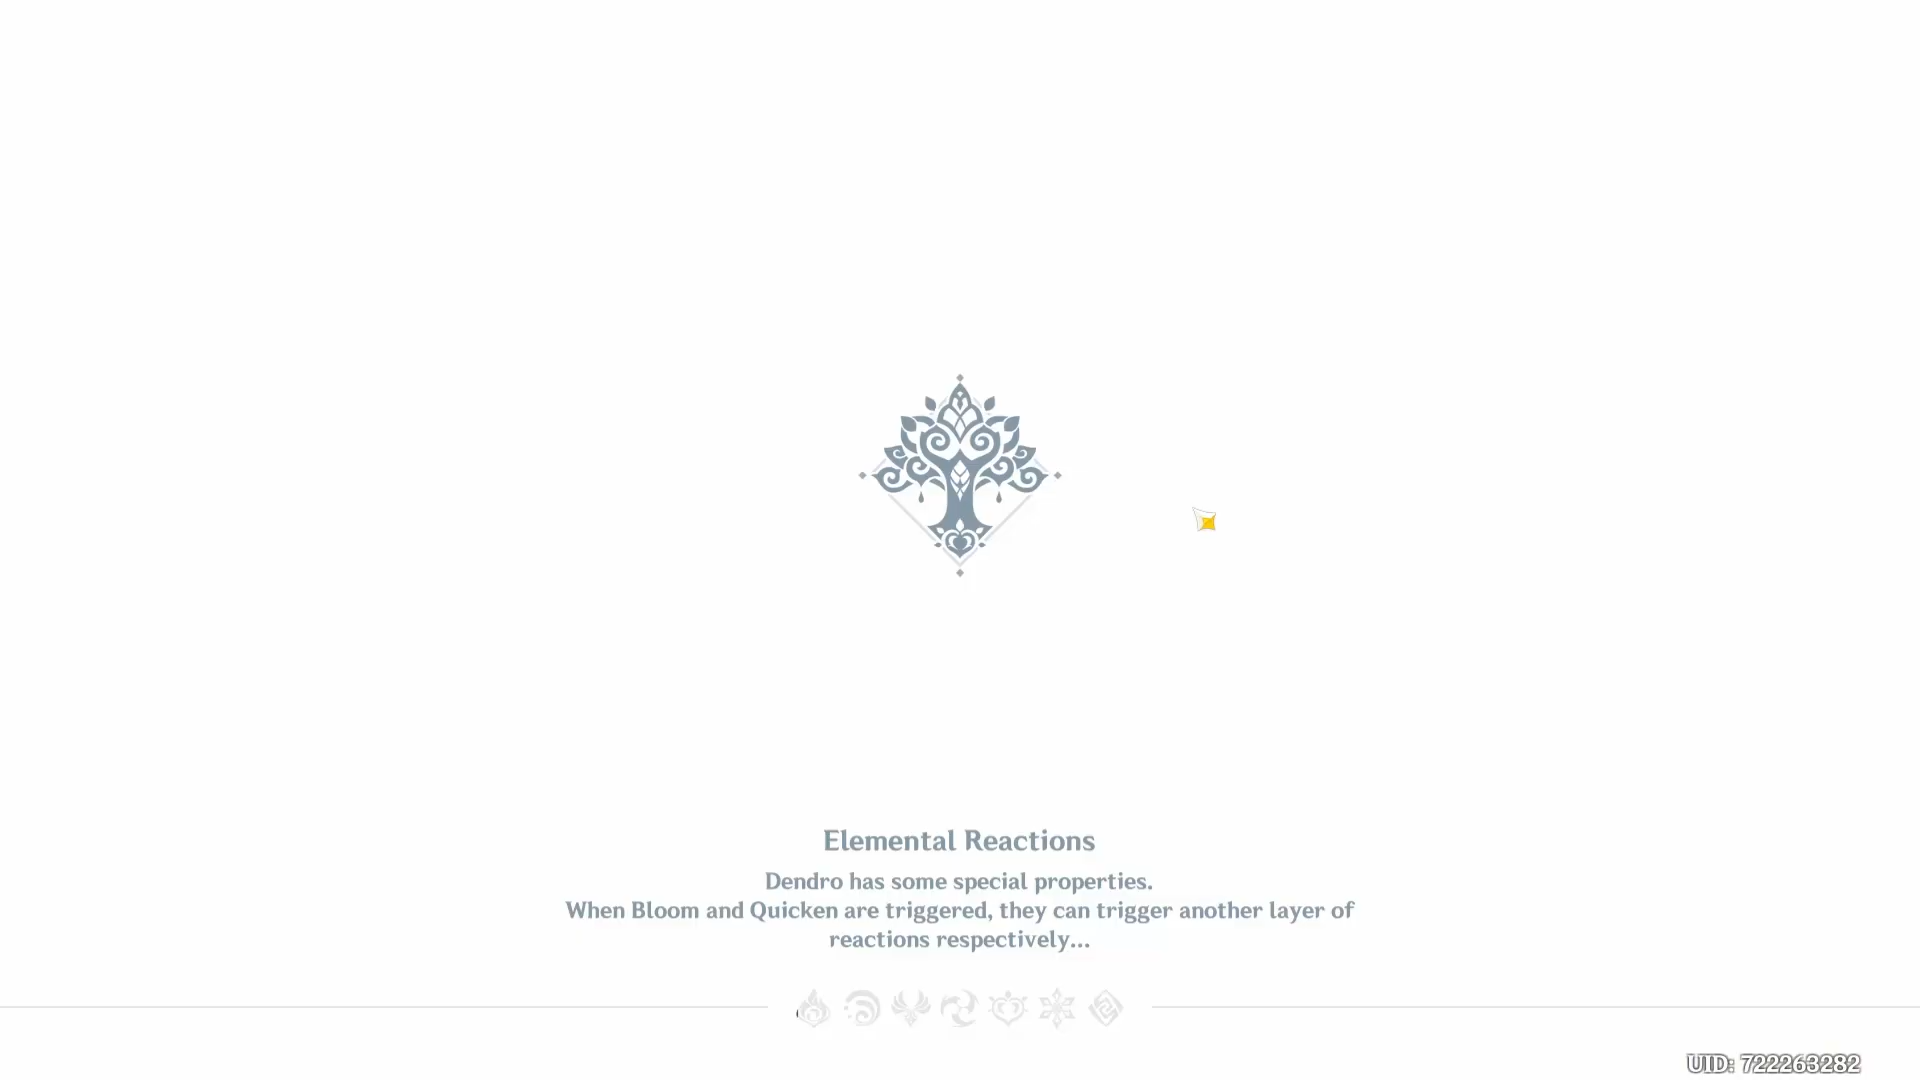 Elemental Reactions
Dendro has some special properties.
When Bloom and Quicken are triggered, they can trigger another layer of
reactions respectively...
UID: 722263282